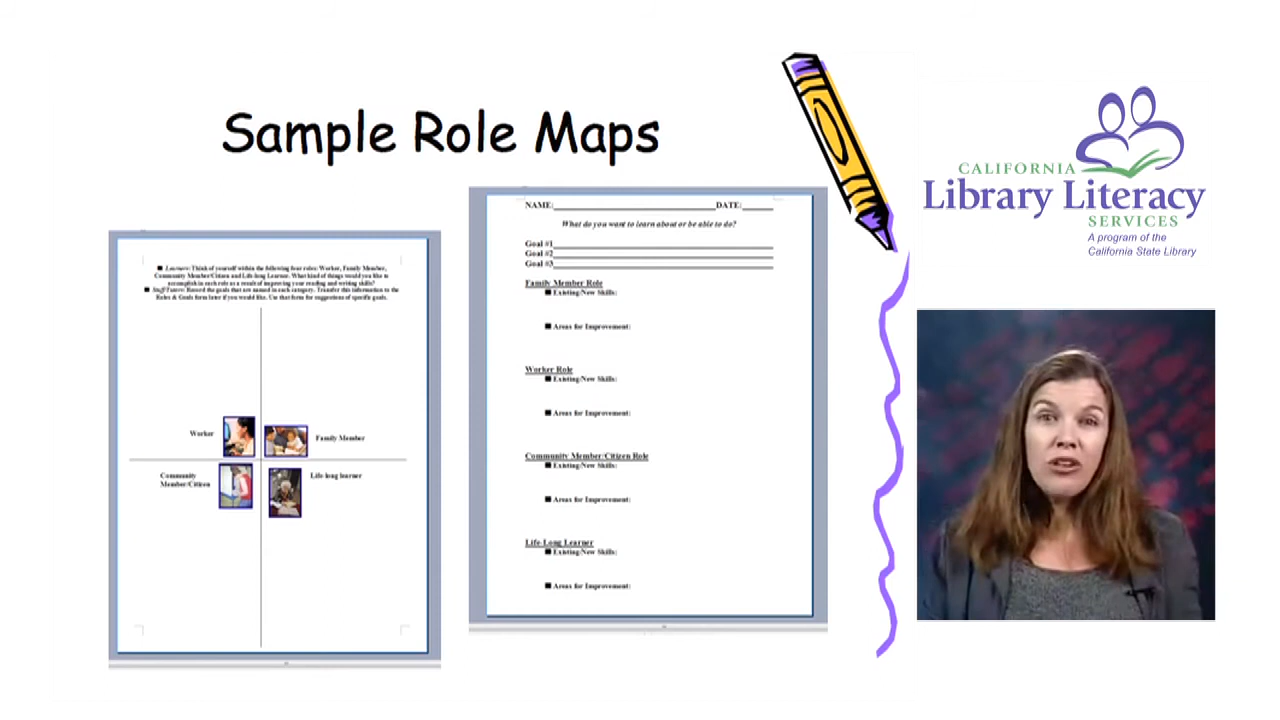 Sample Role Maps
CALIFORNIA
Library Literacy
SERVICES
A program of the
California State Library
Learners: Think of yourself within the following four roles: Worker, Family Member,
Community Member/Citizen and Life-long Learner. What kind of things would you like to
accomplish in each role as a result of improving your reading and writing skills?
Staff/Tutors: Record the goals that are named in each category. Transfer this information to the
Roles & Goals form later if you would like. Use that form for suggestions of specific goals.
Worker
Family Member
Community
Member/Citizen
Life-long learner
NAME: DATE:
What do you want to learn about or be able to do?
Goal #1
Goal #2
Goal #3
Family Member Role
Existing/New Skills:
Areas for Improvement:
Worker Role
Existing/New Skills:
Areas for Improvement:
Community Member/Citizen Role
Existing/New Skills:
Areas for Improvement:
Life-Long Learner
Existing/New Skills:
Areas for Improvement: